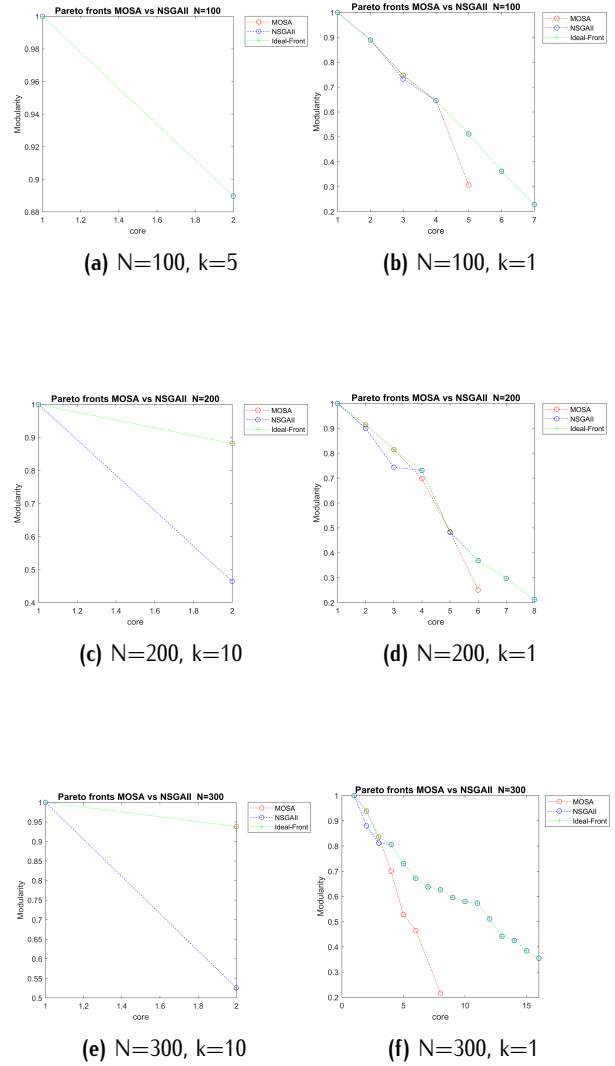 Pareto fronts MOSA vs NSGAII N=100
MOSA
NSGAII
Ideal-Front
Modularity
1
0.98
0.96
0.94
0.92
0.9
0.88
1 1.2 1.4 1.6 1.8 2
core
(a) N=100, k=5
Pareto fronts MOSA vs NSGAII N=100
MOSA
NSGAII
Ideal-Front
Modularity
1
0.9
0.8
0.7
0.6
0.5
0.4
0.3
0.2
1 2 3 4 5 6 7
core
(b) N=100, k=1
Pareto fronts MOSA vs NSGAII N=200
MOSA
NSGAII
Ideal-Front
Modularity
1
0.9
0.8
0.7
0.6
0.5
0.4
1 1.2 1.4 1.6 1.8 2
core
(c) N=200, k=10
Pareto fronts MOSA vs NSGAII N=200
MOSA
NSGAII
Ideal-Front
Modularity
1
0.9
0.8
0.7
0.6
0.5
0.4
0.3
0.2
1 2 3 4 5 6 7 8
core
(d) N=200, k=1
Pareto fronts MOSA vs NSGAII N=300
MOSA
NSGAII
Ideal-Front
Modularity
1
0.95
0.9
0.85
0.8
0.75
0.7
0.65
0.6
0.55
0.5
1 1.2 1.4 1.6 1.8 2
core
(e) N=300, k=10
Pareto fronts MOSA vs NSGAII N=300
MOSA
NSGAII
Ideal-Front
Modularity
1
0.9
0.8
0.7
0.6
0.5
0.4
0.3
0.2
0 5 10 15
core
(f) N=300, k=1